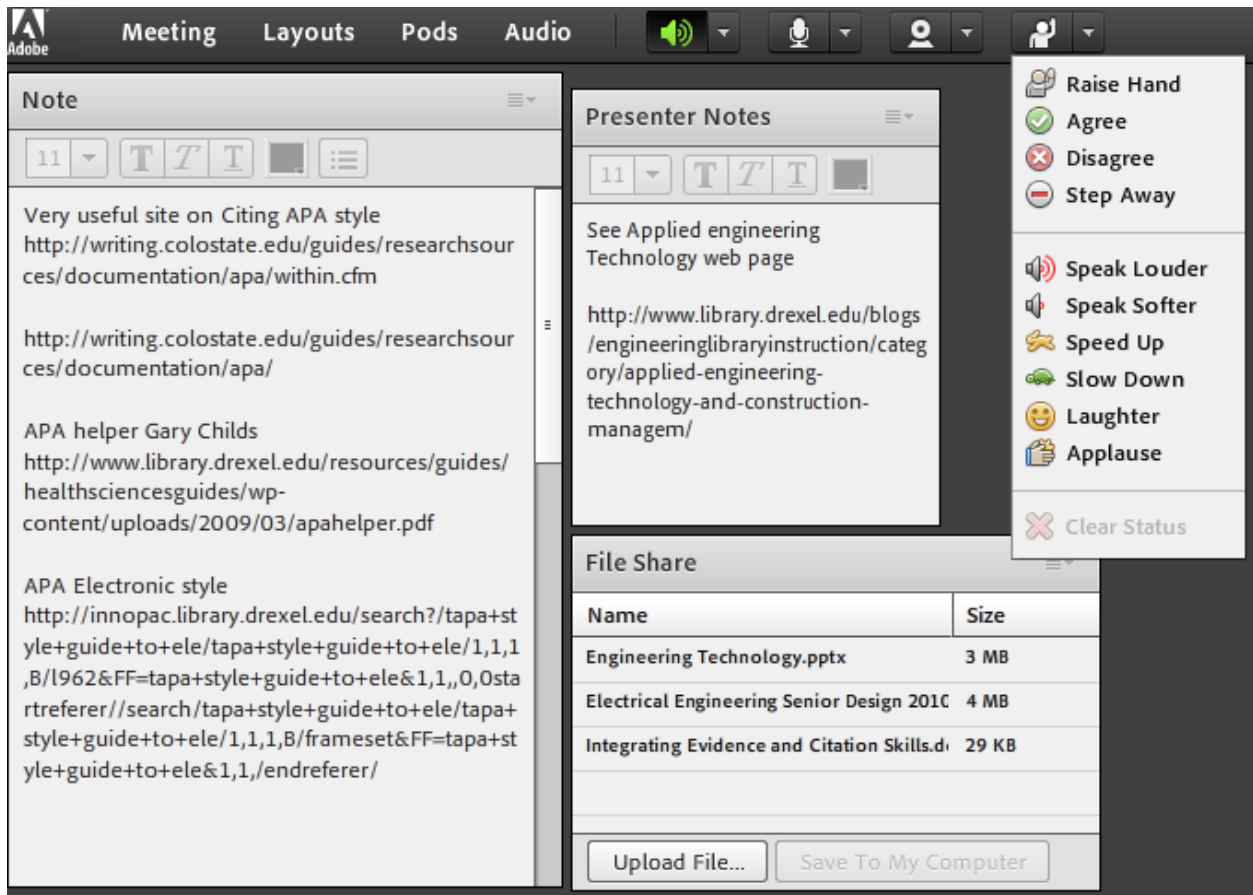 Adobe
Meeting Layouts Pods Audio
Note
11 T T T
Very useful site on Citing APA style
http://writing.colostate.edu/guides/researchsour
ces/documentation/apa/within.cfm
http://writing.colostate.edu/guides/researchsour
ces/documentation/apa/
APA helper Gary Childs
http://www.library.drexel.edu/resources/guides/
healthsciencesguides/wp-
content/uploads/2009/03/apahelper.pdf
APA Electronic style
http://innopac.library.drexel.edu/search?/tapa+st
yle+guide+to+ele/tapa+style+guide+to+ele/1,1,1
,B/l962&FF=tapa+style+guide+to+ele&1,1,,0,0sta
rtreferer//search/tapa+style+guide+to+ele/tapa+
style+guide+to+ele/1,1,1,B/frameset&FF=tapa+st
yle+guide+to+ele&1,1,/endreferer/
Presenter Notes
11 T T T
See Applied engineering
Technology web page
http://www.library.drexel.edu/blogs
/engineeringlibraryinstruction/categ
ory/applied-engineering-
technology-and-construction-
managem/
Raise Hand
Agree
Disagree
Step Away
Speak Louder
Speak Softer
Speed Up
Slow Down
Laughter
Applause
Clear Status
File Share
Name Size
Engineering Technology.pptx 3 MB
Electrical Engineering Senior Design 2010 4 MB
Integrating Evidence and Citation Skills.d 29 KB
Upload File... Save To My Computer